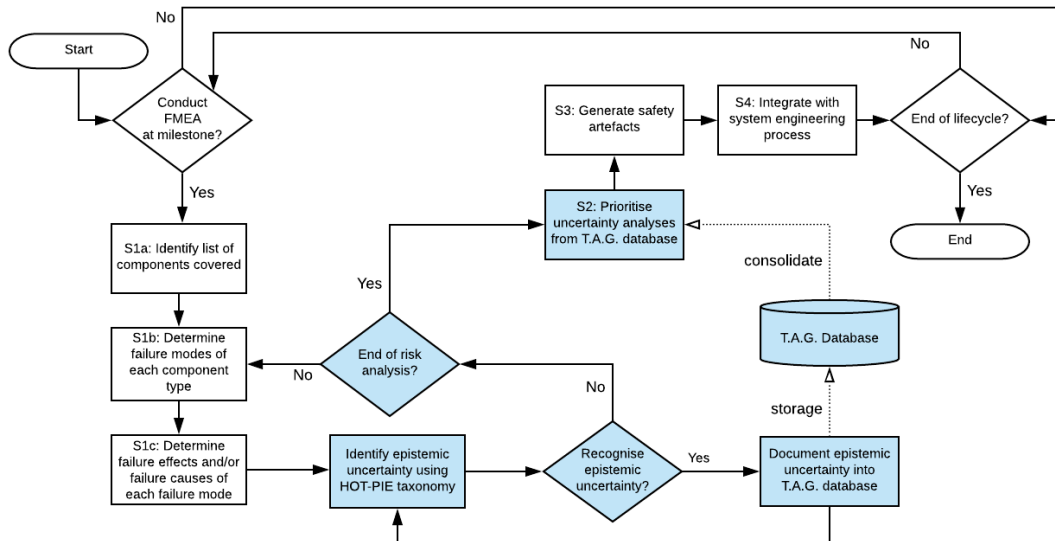 No
Start
No
Conduct
FMEA
at milestone?
S3: Generate safety
artefacts
S4: Integrate with
system engineering
process
End of lifecycle?
Yes
Yes
S2: Prioritise
uncertainty analyses
from T.A.G. database
End
S1a: Identify list of
components covered
consolidate
Yes
S1b: Determine
failure modes of
each component
type
No
End of risk
analysis?
T.A.G. Database
No
storage
S1c: Determine
failure effects and/or
failure causes of
each failure mode
Identify epistemic
uncertainty using
HOT-PIE taxonomy
Recognise
epistemic
uncertainty?
Yes
Document epistemic
uncertainty into
T.A.G. database